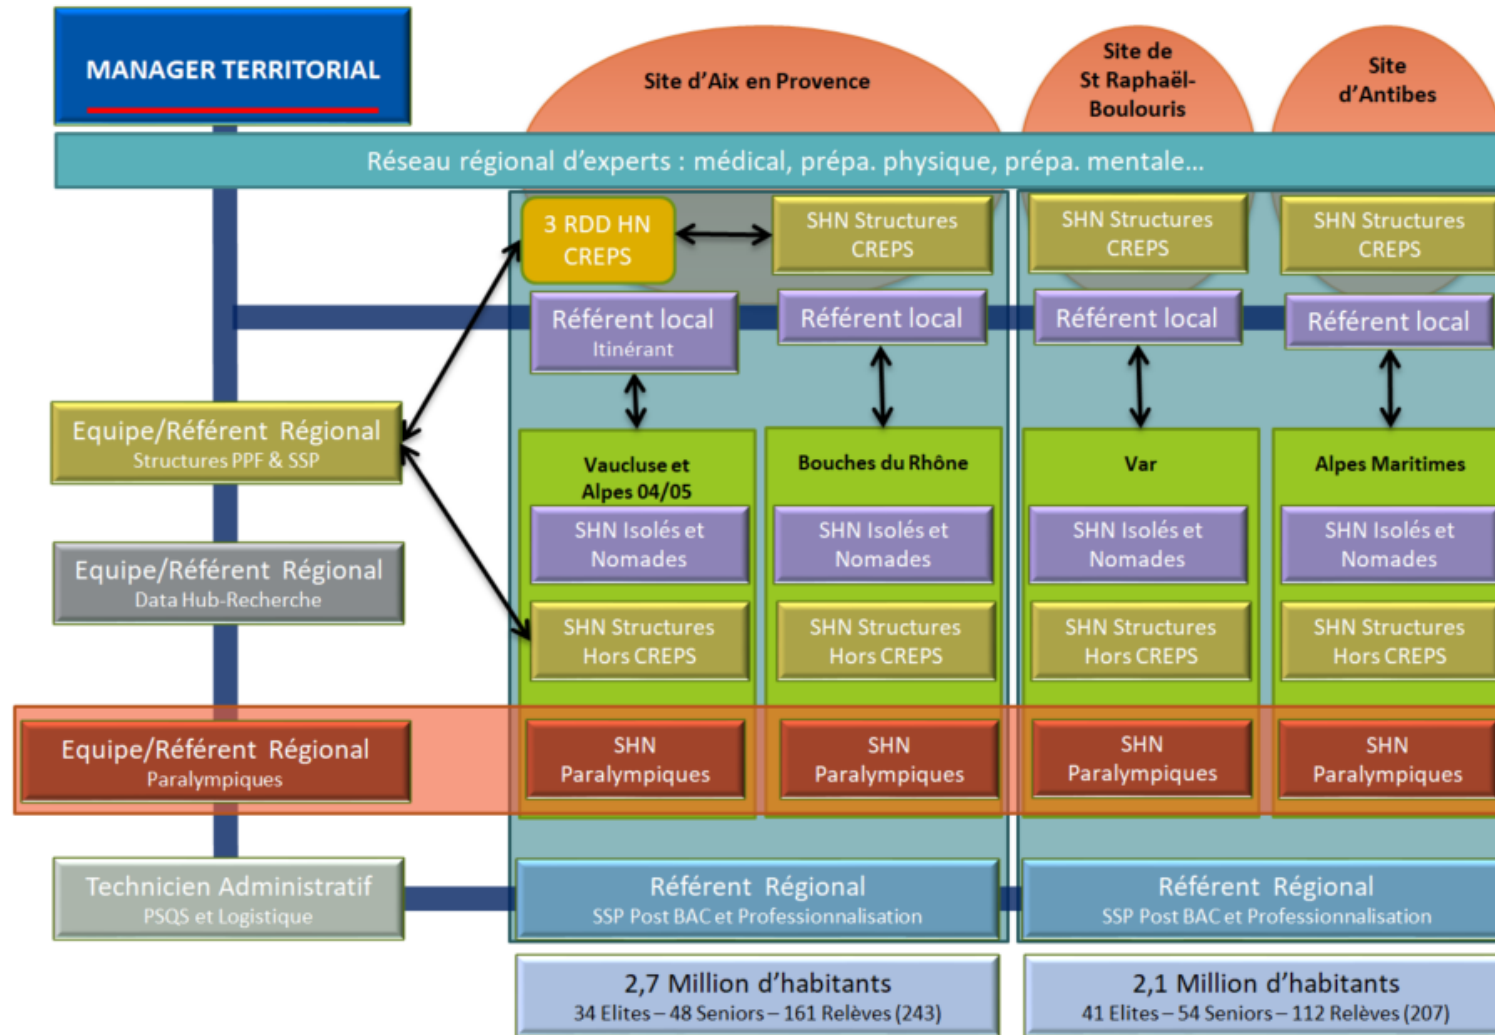 MANAGER TERRITORIAL
Site d'Aix en Provence
Site de
St Raphaël-
Boulouris
Site
d'Antibes
Réseau régional d'experts : médical, prépa. physique, prépa. mentale...
3 RDD HN
CREPS
SHN Structures
CREPS
SHN Structures
CREPS
SHN Structures
CREPS
Référent local
Itinérant
Référent local
Référent local
Référent local
Equipe/Référent Régional
Structures PPF & SSP
Vaucluse et
Alpes 04/05
Bouches du Rhône
Var
Alpes Maritimes
SHN Isolés et
Nomades
SHN Isolés et
Nomades
SHN Isolés et
Nomades
SHN Isolés et
Nomades
Equipe/Référent Régional
Data Hub-Recherche
SHN Structures
Hors CREPS
SHN Structures
Hors CREPS
SHN Structures
Hors CREPS
SHN Structures
Hors CREPS
Equipe/Référent Régional
Paralympiques
SHN
Paralympiques
SHN
Paralympiques
SHN
Paralympiques
SHN
Paralympiques
Technicien Administratif
PSQS et Logistique
Référent Régional
SSP Post BAC et Professionnalisation
Référent Régional
SSP Post BAC et Professionnalisation
2,7 Million d'habitants
34 Elites – 48 Seniors – 161 Relèves (243)
2,1 Million d'habitants
41 Elites – 54 Seniors – 112 Relèves (207)